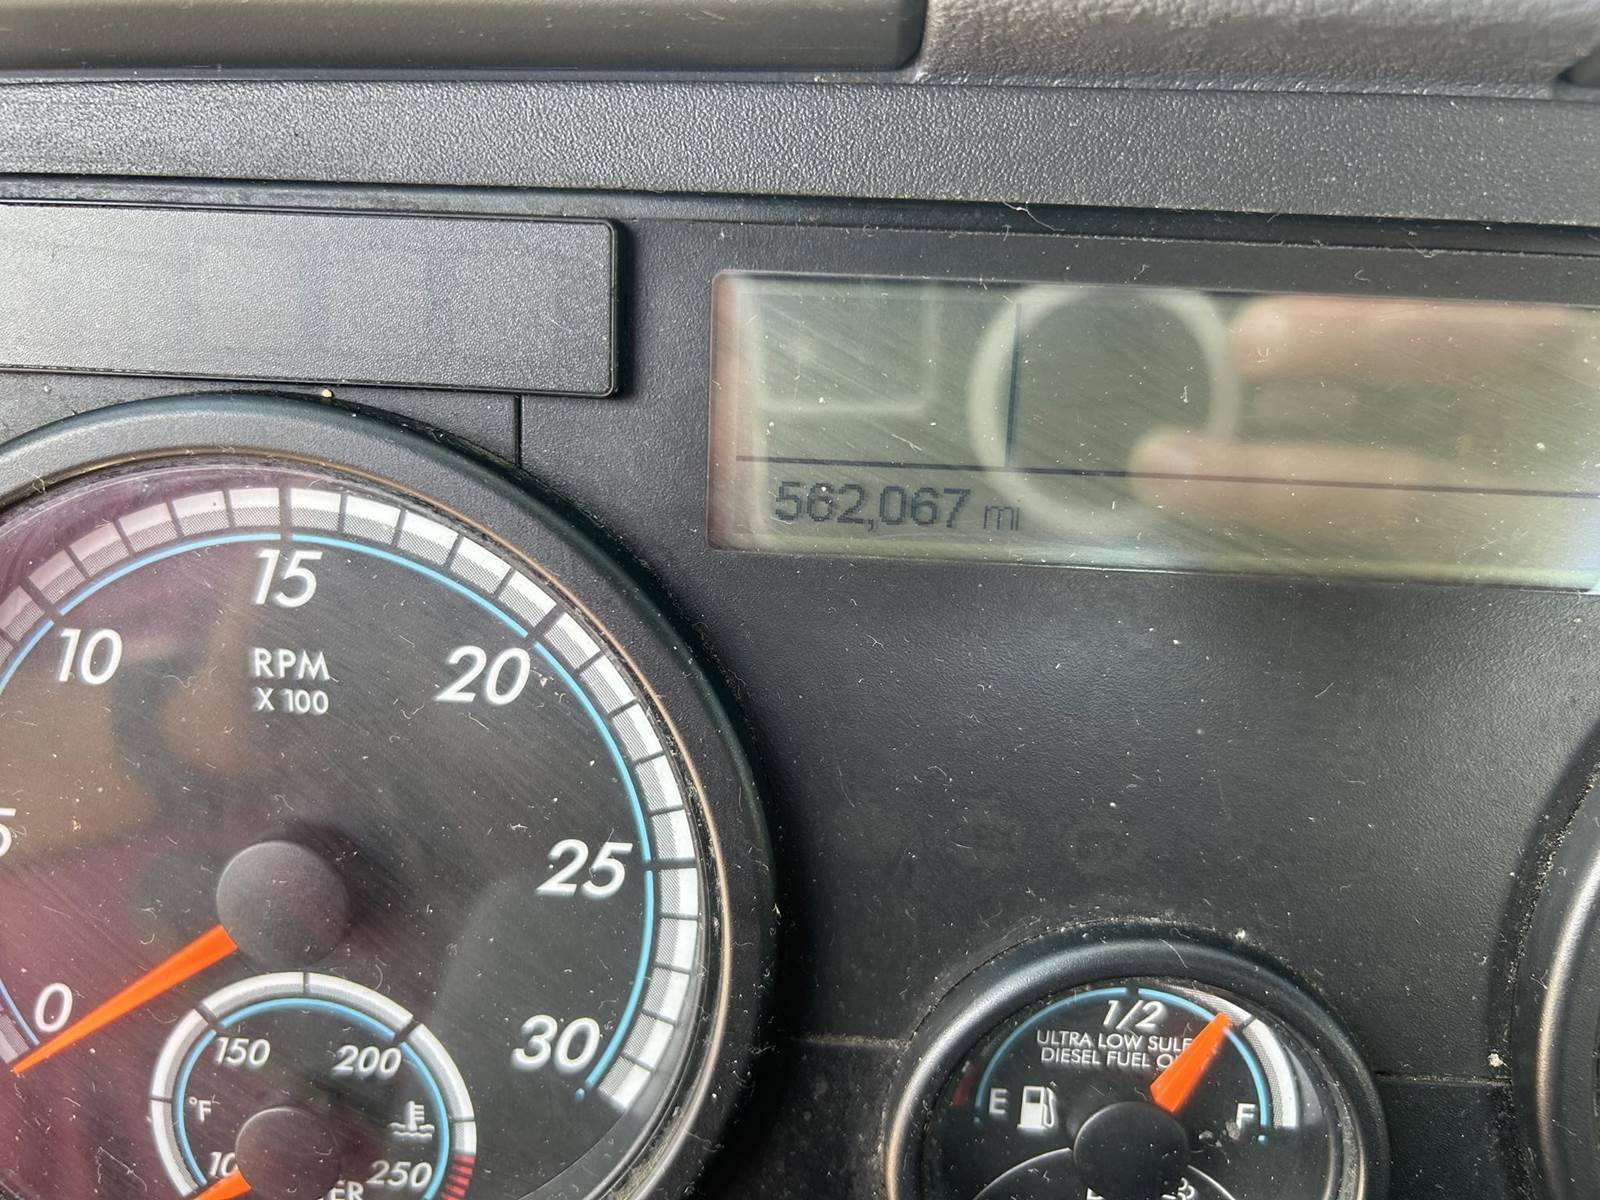 562,067 mi
15
10
20
RPM
X 100
25
0
30
150
200
°F
250
1/2
ULTRA LOW
DIESEL FUEL
E
F